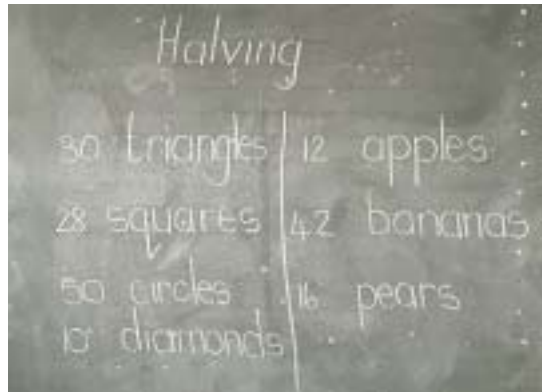 Halving
30 triangles
28 squares
50 circles
10 diamonds
12 apples
42 bananas
16 pears